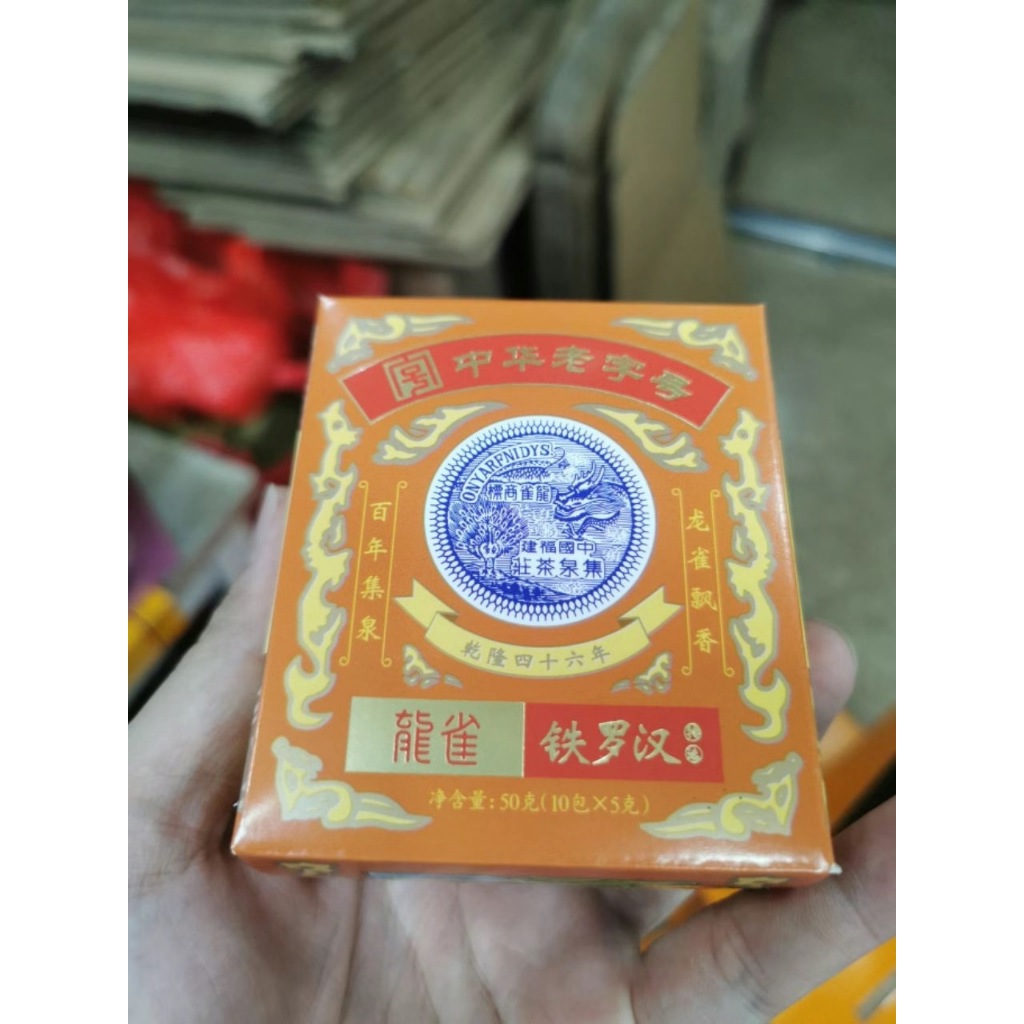 中华老字号
ONTARENIDYS
龍雀商標
中國福建
集泉茶莊
百年集泉
龙雀飘香
乾隆四十六年
龍雀
铁罗汉
净含量:50克(10包×5克)